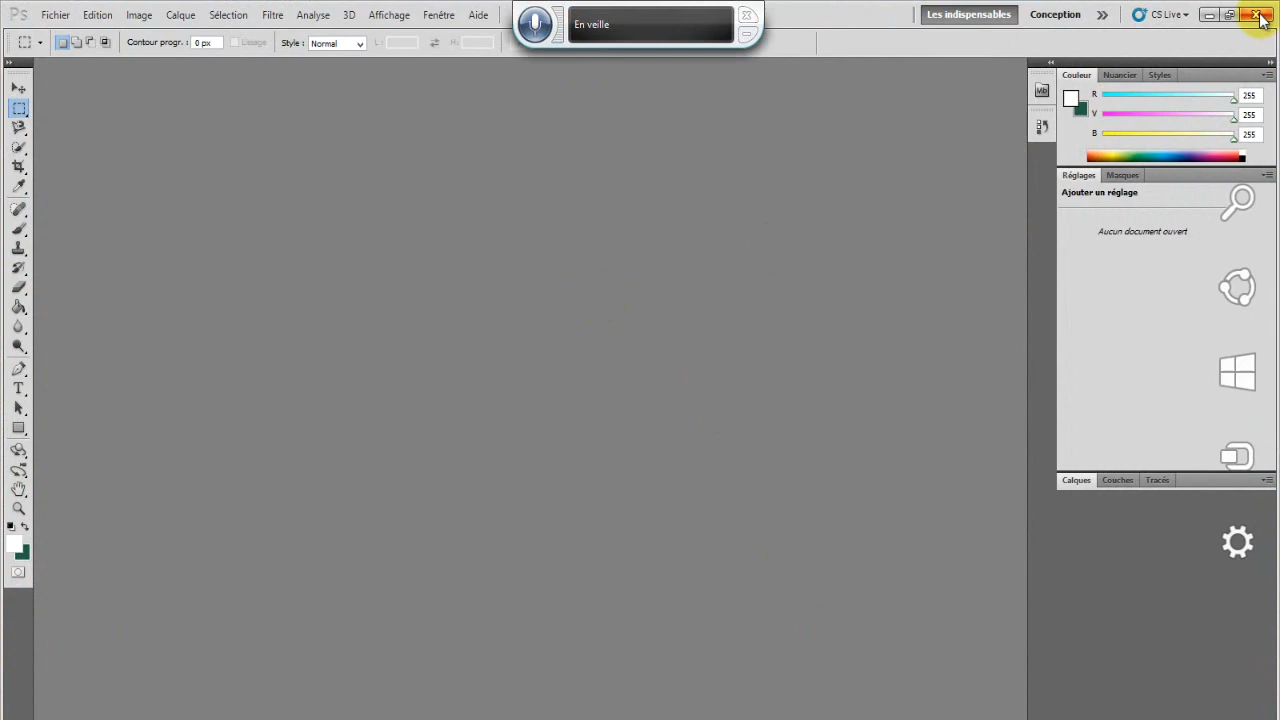 Ps Fichier Edition Image Calque Sélection Filtre Analyse 3D Affichage Fenêtre Aide
En veille
Les indispensables Conception CS Live
Contour progr. : 0 px Lissage Style : Normal L : H :
Couleur Nuancier Styles
Mb
R 255
V 255
B 255
Réglages Masques
Ajouter un réglage
Aucun document ouvert
Calques Couches Tracés